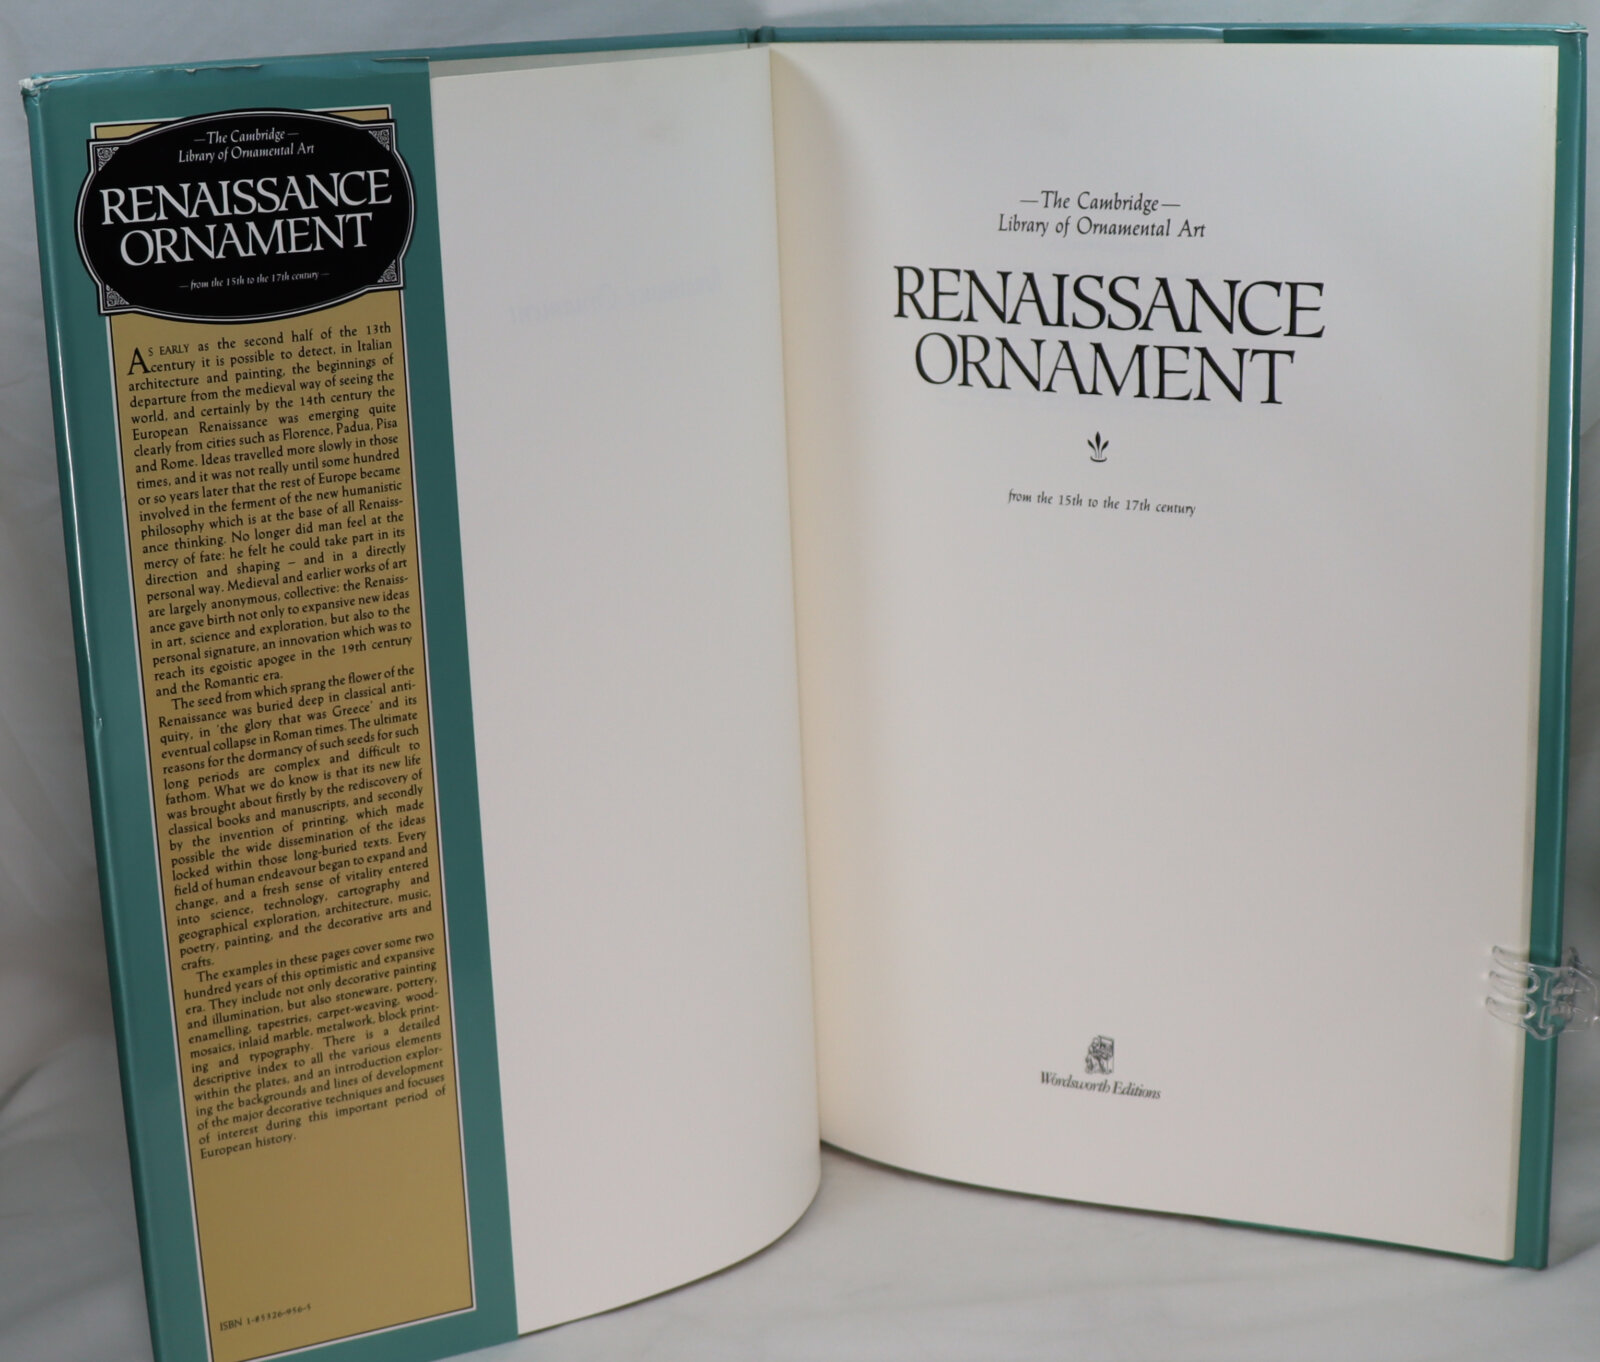 —The Cambridge—
Library of Ornamental Art
RENAISSANCE
ORNAMENT
— from the 15th to the 17th century —
AS EARLY as the second half of the 13th
century it is possible to detect, in Italian
architecture and painting, the beginnings of
departure from the medieval way of seeing the
world, and certainly by the 14th century the
European Renaissance was emerging quite
clearly from cities such as Florence, Padua, Pisa
and Rome. Ideas travelled more slowly in those
times, and it was not really until some hundred
or so years later that the rest of Europe became
involved in the ferment of the new humanistic
philosophy which is at the base of all Renaiss-
ance thinking. No longer did man feel at the
mercy of fate: he felt he could take part in its
direction and shaping – and in a directly
personal way. Medieval and earlier works of art
are largely anonymous, collective: the Renaiss-
ance gave birth not only to expansive new ideas
in art, science and exploration, but also to the
personal signature, an innovation which was to
reach its egoistic apogee in the 19th century
and the Romantic era.
The seed from which sprang the flower of the
Renaissance was buried deep in classical anti-
quity, in 'the glory that was Greece' and its
eventual collapse in Roman times. The ultimate
reasons for the dormancy of such seeds for such
long periods are complex and difficult to
fathom. What we do know is that its new life
was brought about firstly by the rediscovery of
classical books and manuscripts, and secondly
by the invention of printing, which made
possible the wide dissemination of the ideas
locked within those long-buried texts. Every
field of human endeavour began to expand and
change, and a fresh sense of vitality entered
into science, technology, cartography and
geographical exploration, architecture, music,
poetry, painting, and the decorative arts and
crafts.
The examples in these pages cover some two
hundred years of this optimistic and expansive
era. They include not only decorative painting
and illumination, but also stoneware, pottery,
enamelling, tapestries, carpet-weaving, wood-
mosaics, inlaid marble, metalwork, block print-
ing and typography. There is a detailed
descriptive index to all the various elements
within the plates, and an introduction explor-
ing the backgrounds and lines of development
of the major decorative techniques and focuses
of interest during this important period of
European history.
ISBN 1-85326-956-5
—The Cambridge—
Library of Ornamental Art
RENAISSANCE
ORNAMENT
from the 15th to the 17th century
Wordsworth Editions